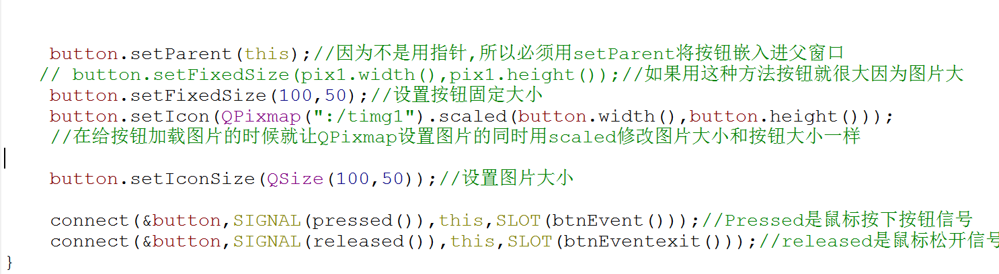 button.setParent(this);//因为不是用指针,所以必须用setParent将按钮嵌入进父窗口
// button.setFixedSize(pix1.width(),pix1.height());//如果用这种方法按钮就很大因为图片大
button.setFixedSize(100,50);//设置按钮固定大小
button.setIcon(QPixmap(":/timg1").scaled(button.width(),button.height()));
//在给按钮加载图片的时候就让QPixmap设置图片的同时用scaled修改图片大小和按钮大小一样
button.setIconSize(QSize(100,50));//设置图片大小
connect(&button,SIGNAL(pressed()),this,SLOT(btnEvent()));//Pressed是鼠标按下按钮信号
connect(&button,SIGNAL(released()),this,SLOT(btnEventexit()));//released是鼠标松开信号
}